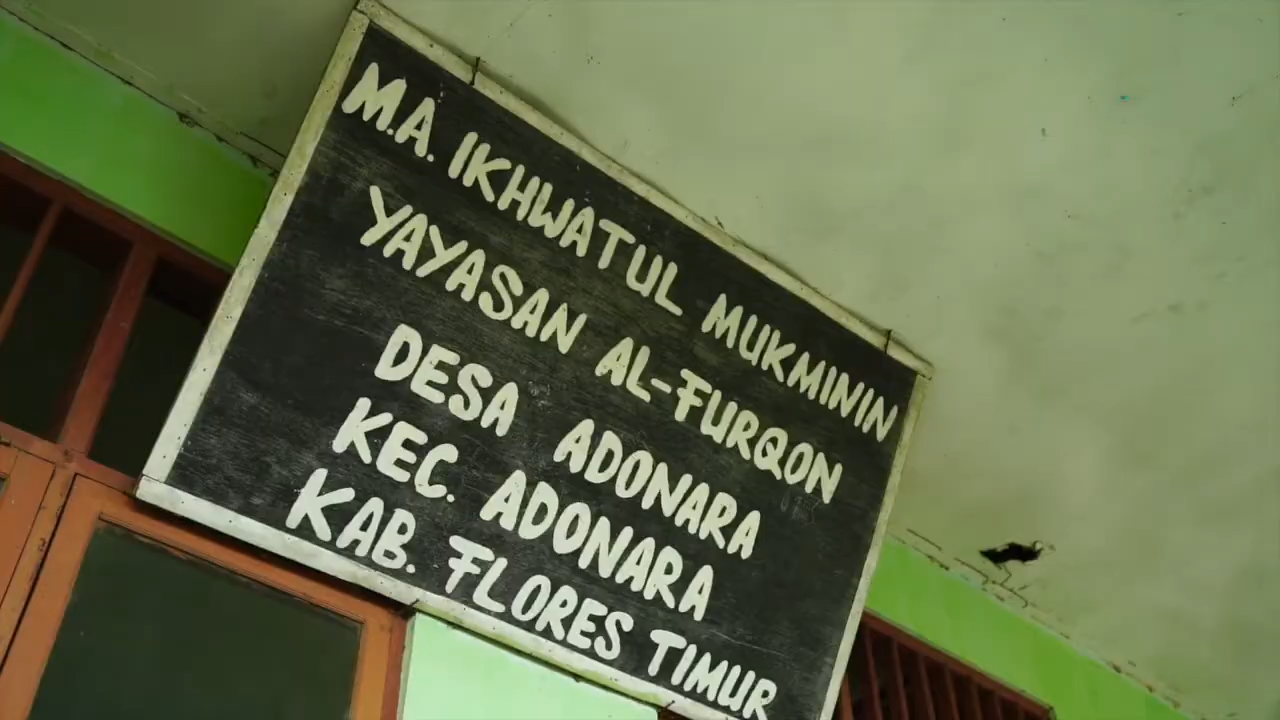 M.A. IKHWATUL MUKMININ
YAYASAN AL-FURQON
DESA ADONARA
KEC. ADONARA
KAB. FLORES TIMUR